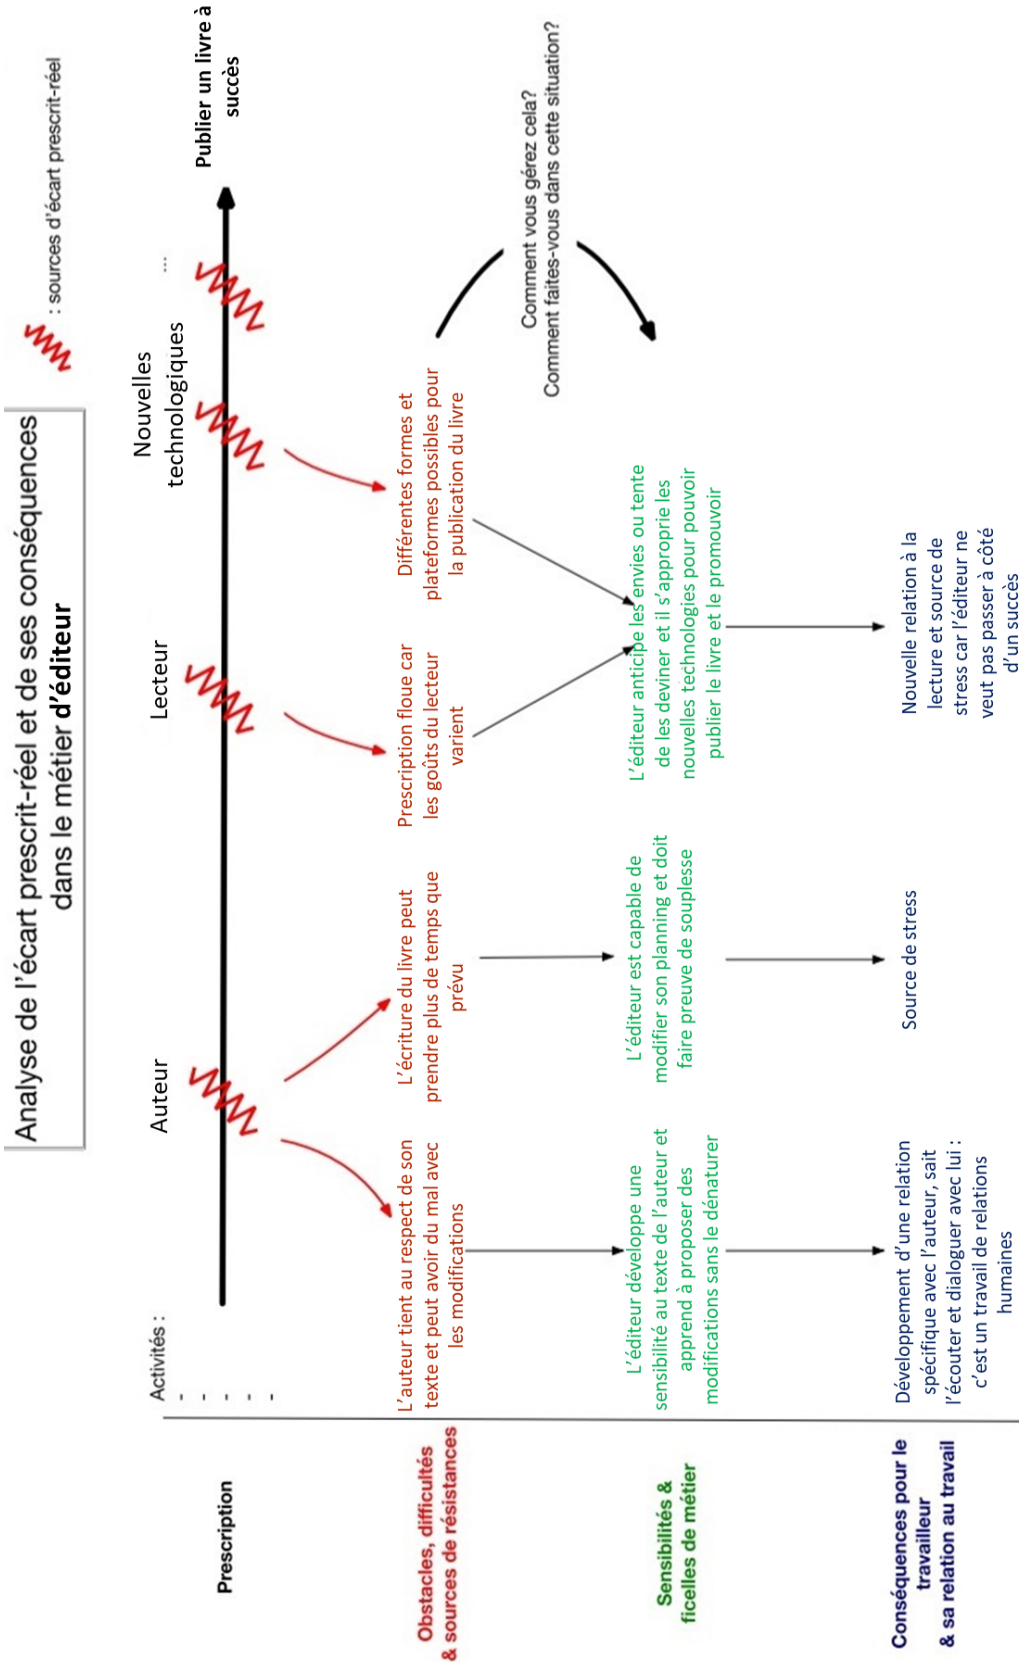 Analyse de l'écart prescrit-réel et de ses conséquences
dans le métier d'éditeur
: sources d'écart prescrit-réel
Prescription
Activités :
-
-
-
-
-
Auteur
Lecteur
Nouvelles
technologiques
...
Publier un livre à
succès
Obstacles, difficultés
& sources de résistances
L'auteur tient au respect de son
texte et peut avoir du mal avec
les modifications
L'écriture du livre peut
prendre plus de temps que
prévu
Prescription floue car
les goûts du lecteur
varient
Différentes formes et
plateformes possibles pour
la publication du livre
Comment vous gérez cela?
Comment faites-vous dans cette situation?
Sensibilités &
ficelles de métier
L'éditeur développe une
sensibilité au texte de l'auteur et
apprend à proposer des
modifications sans le dénaturer
L'éditeur est capable de
modifier son planning et doit
faire preuve de souplesse
L'éditeur anticipe les envies ou tente
de les deviner et il s'approprie les
nouvelles technologies pour pouvoir
publier le livre et le promouvoir
Conséquences pour le
travailleur
& sa relation au travail
Développement d'une relation
spécifique avec l'auteur, sait
l'écouter et dialoguer avec lui :
c'est un travail de relations
humaines
Source de stress
Nouvelle relation à la
lecture et source de
stress car l'éditeur ne
veut pas passer à côté
d'un succès